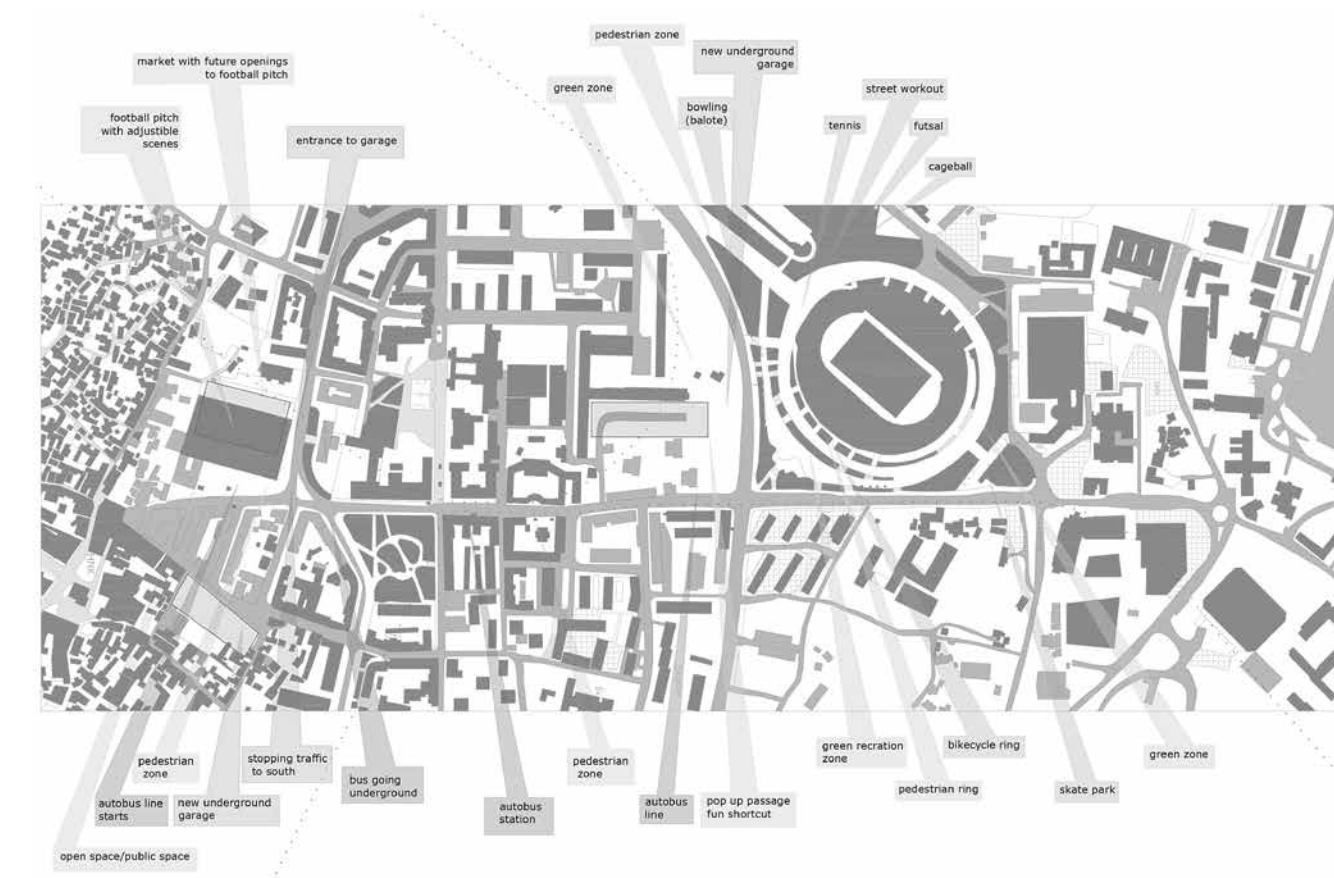 pedestrian zone
new underground
garage
market with future openings
to football pitch
green zone
street workout
bowling
(balote)
football pitch
with adjustible
scenes
tennis
futsal
entrance to garage
cageball
HNK
pedestrian
zone
stopping traffic
to south
bus going
underground
pedestrian
zone
green recration
zone
bikecycle ring
green zone
pedestrian ring
skate park
autobus line
starts
new underground
garage
autobus
station
autobus
line
pop up passage
fun shortcut
open space/public space